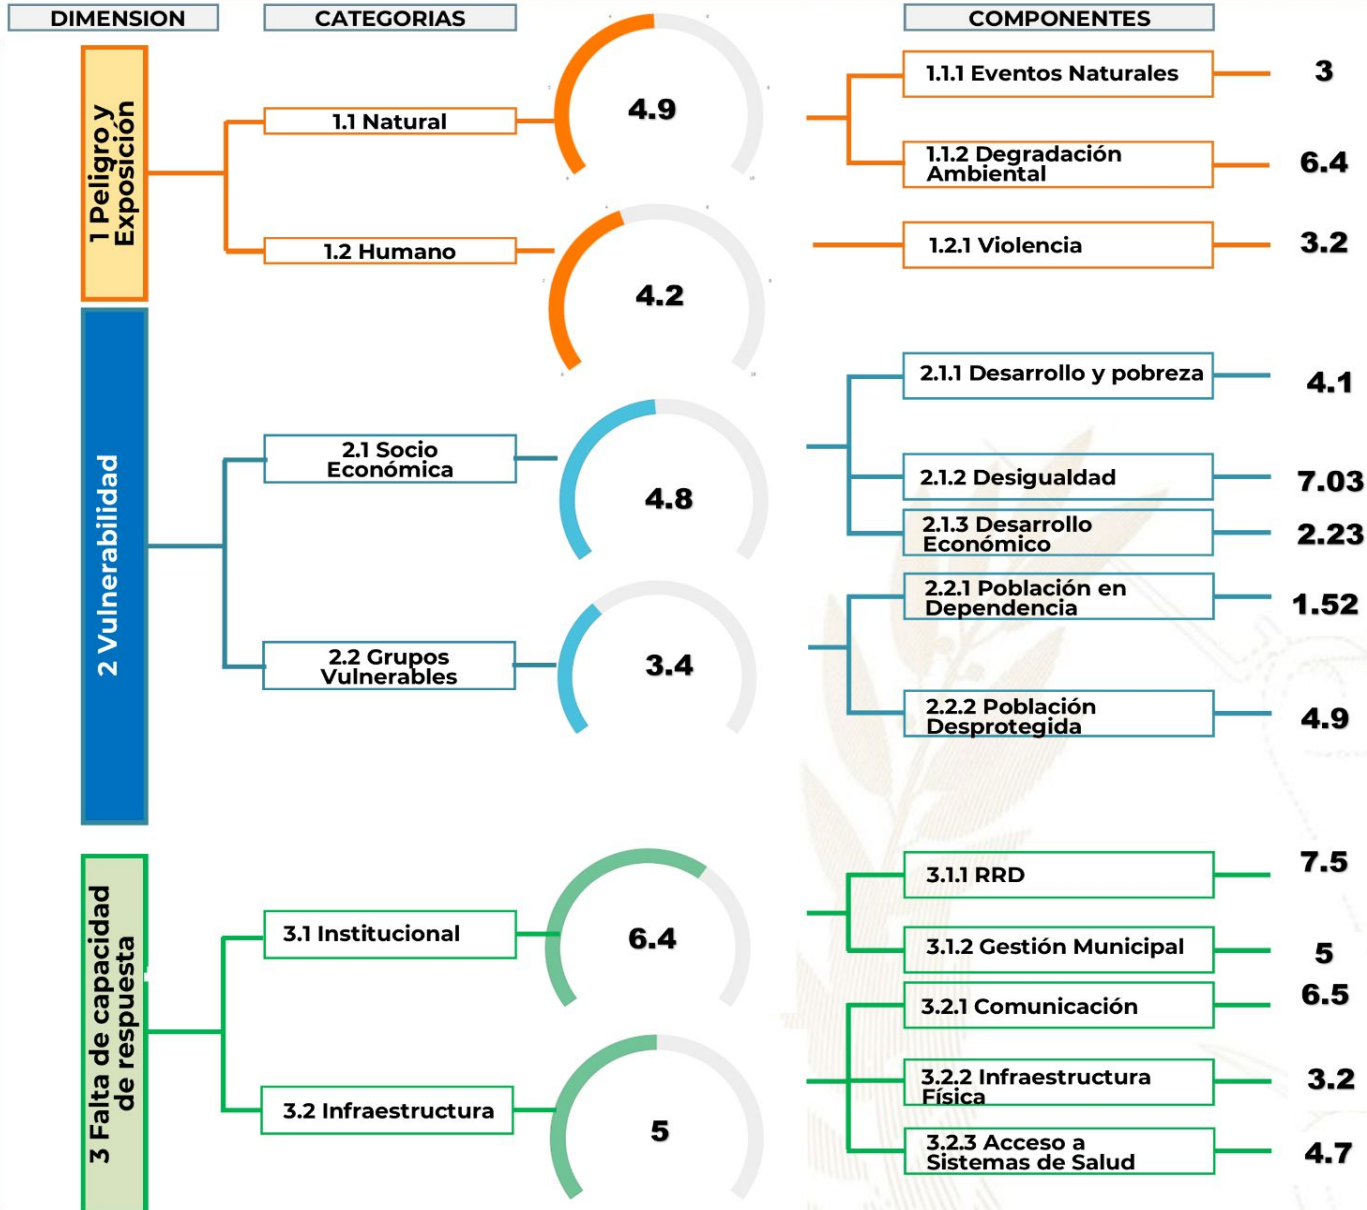 DIMENSION
CATEGORIAS
COMPONENTES
1 Peligro y
Exposición
1.1 Natural
4.9
1.1.1 Eventos Naturales
3
1.1.2 Degradación
Ambiental
6.4
1.2 Humano
4.2
1.2.1 Violencia
3.2
2 Vulnerabilidad
2.1 Socio
Económica
4.8
2.1.1 Desarrollo y pobreza
4.1
2.1.2 Desigualdad
7.03
2.1.3 Desarrollo
Económico
2.23
2.2 Grupos
Vulnerables
3.4
2.2.1 Población en
Dependencia
1.52
2.2.2 Población
Desprotegida
4.9
3 Falta de capacidad
de respuesta
3.1 Institucional
6.4
3.1.1 RRD
7.5
3.1.2 Gestión Municipal
5
3.2 Infraestructura
5
3.2.1 Comunicación
6.5
3.2.2 Infraestructura
Física
3.2
3.2.3 Acceso a
Sistemas de Salud
4.7